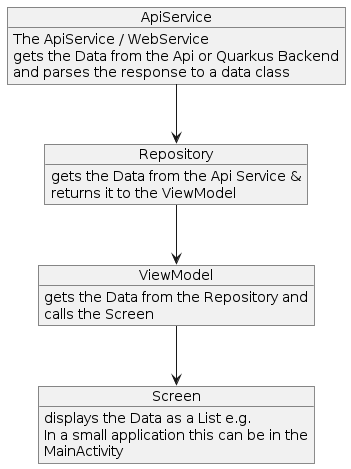 ApiService
The ApiService / WebService
gets the Data from the Api or Quarkus Backend
and parses the response to a data class
Repository
gets the Data from the Api Service &
returns it to the ViewModel
ViewModel
gets the Data from the Repository and
calls the Screen
Screen
displays the Data as a List e.g.
In a small application this can be in the
MainActivity